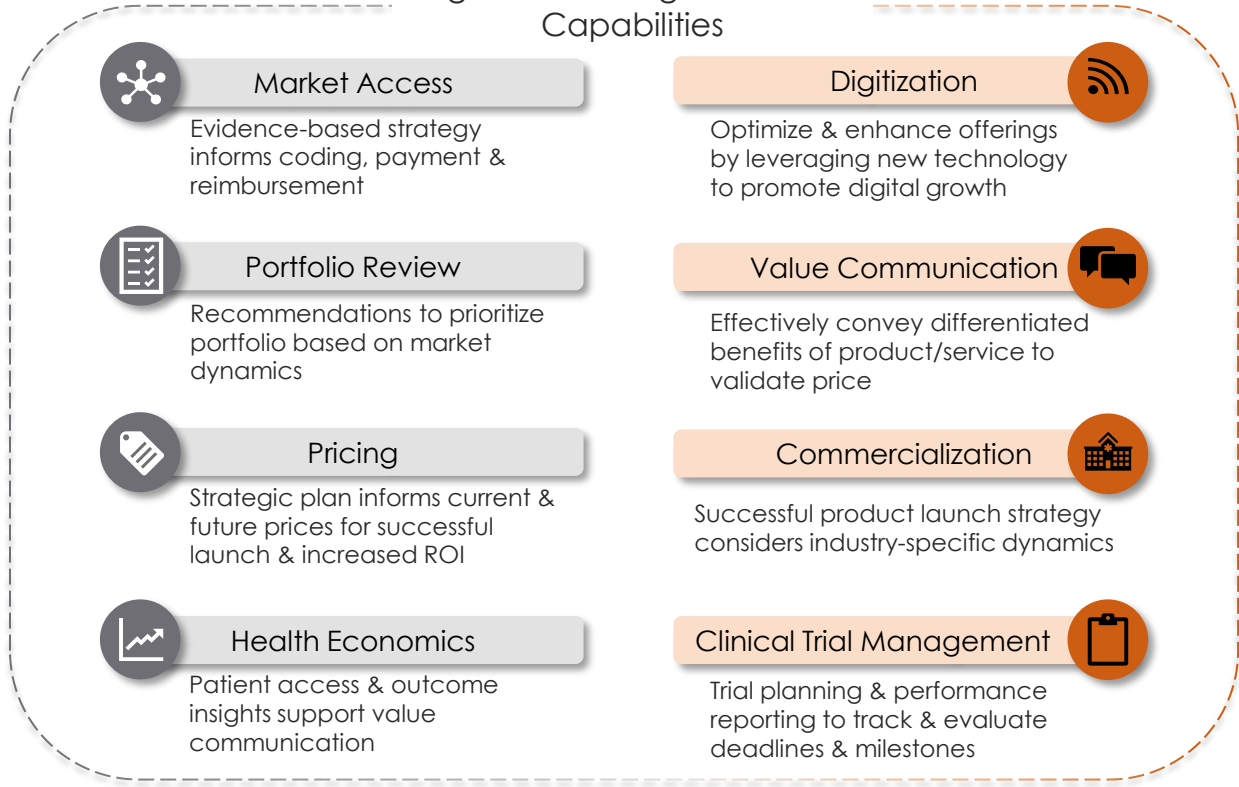 Capabilities
Market Access
Evidence-based strategy
informs coding, payment &
reimbursement
Portfolio Review
Recommendations to prioritize
portfolio based on market
dynamics
Pricing
Strategic plan informs current &
future prices for successful
launch & increased ROI
Health Economics
Patient access & outcome
insights support value
communication
Digitization
Optimize & enhance offerings
by leveraging new technology
to promote digital growth
Value Communication
Effectively convey differentiated
benefits of product/service to
validate price
Commercialization
Successful product launch strategy
considers industry-specific dynamics
Clinical Trial Management
Trial planning & performance
reporting to track & evaluate
deadlines & milestones